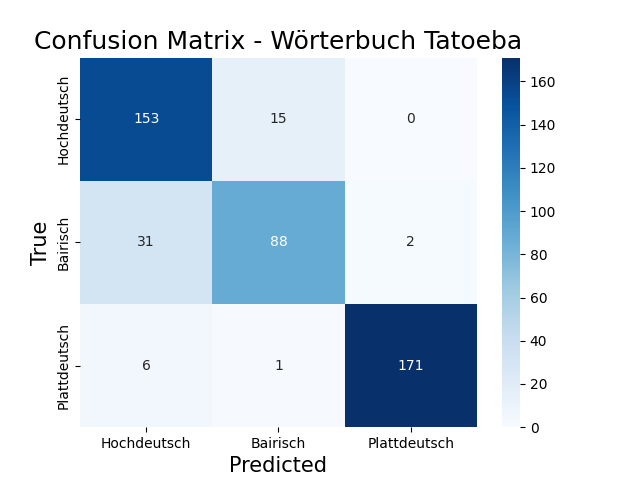 Confusion Matrix - Wörterbuch Tatoeba
True
Hochdeutsch
153
15
0
Bairisch
31
88
2
Plattdeutsch
6
1
171
Hochdeutsch
Bairisch
Plattdeutsch
Predicted
160
140
120
100
80
60
40
20
0